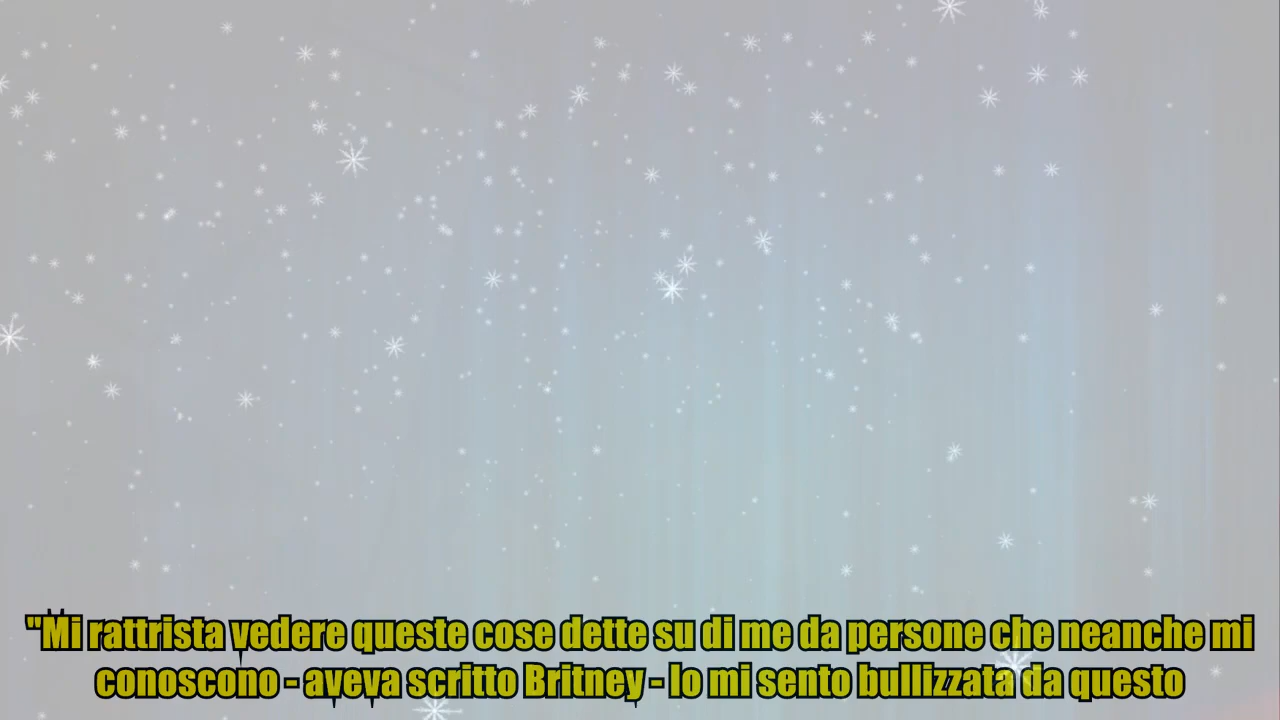 "Mi rattrista vedere queste cose dette su di me da persone che neanche mi
conoscono - aveva scritto Britney - Io mi sento bullizzata da questo